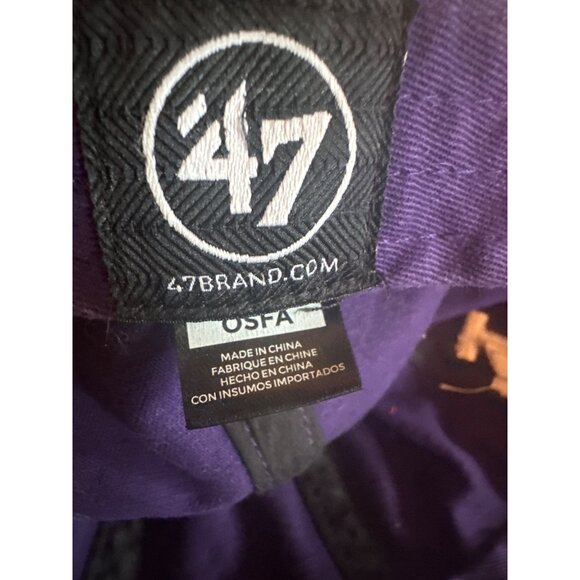 '47
47BRAND.COM
OSFA
MADE IN CHINA
FABRIQUE EN CHINE
HECHO EN CHINA
CON INSUMOS IMPORTADOS